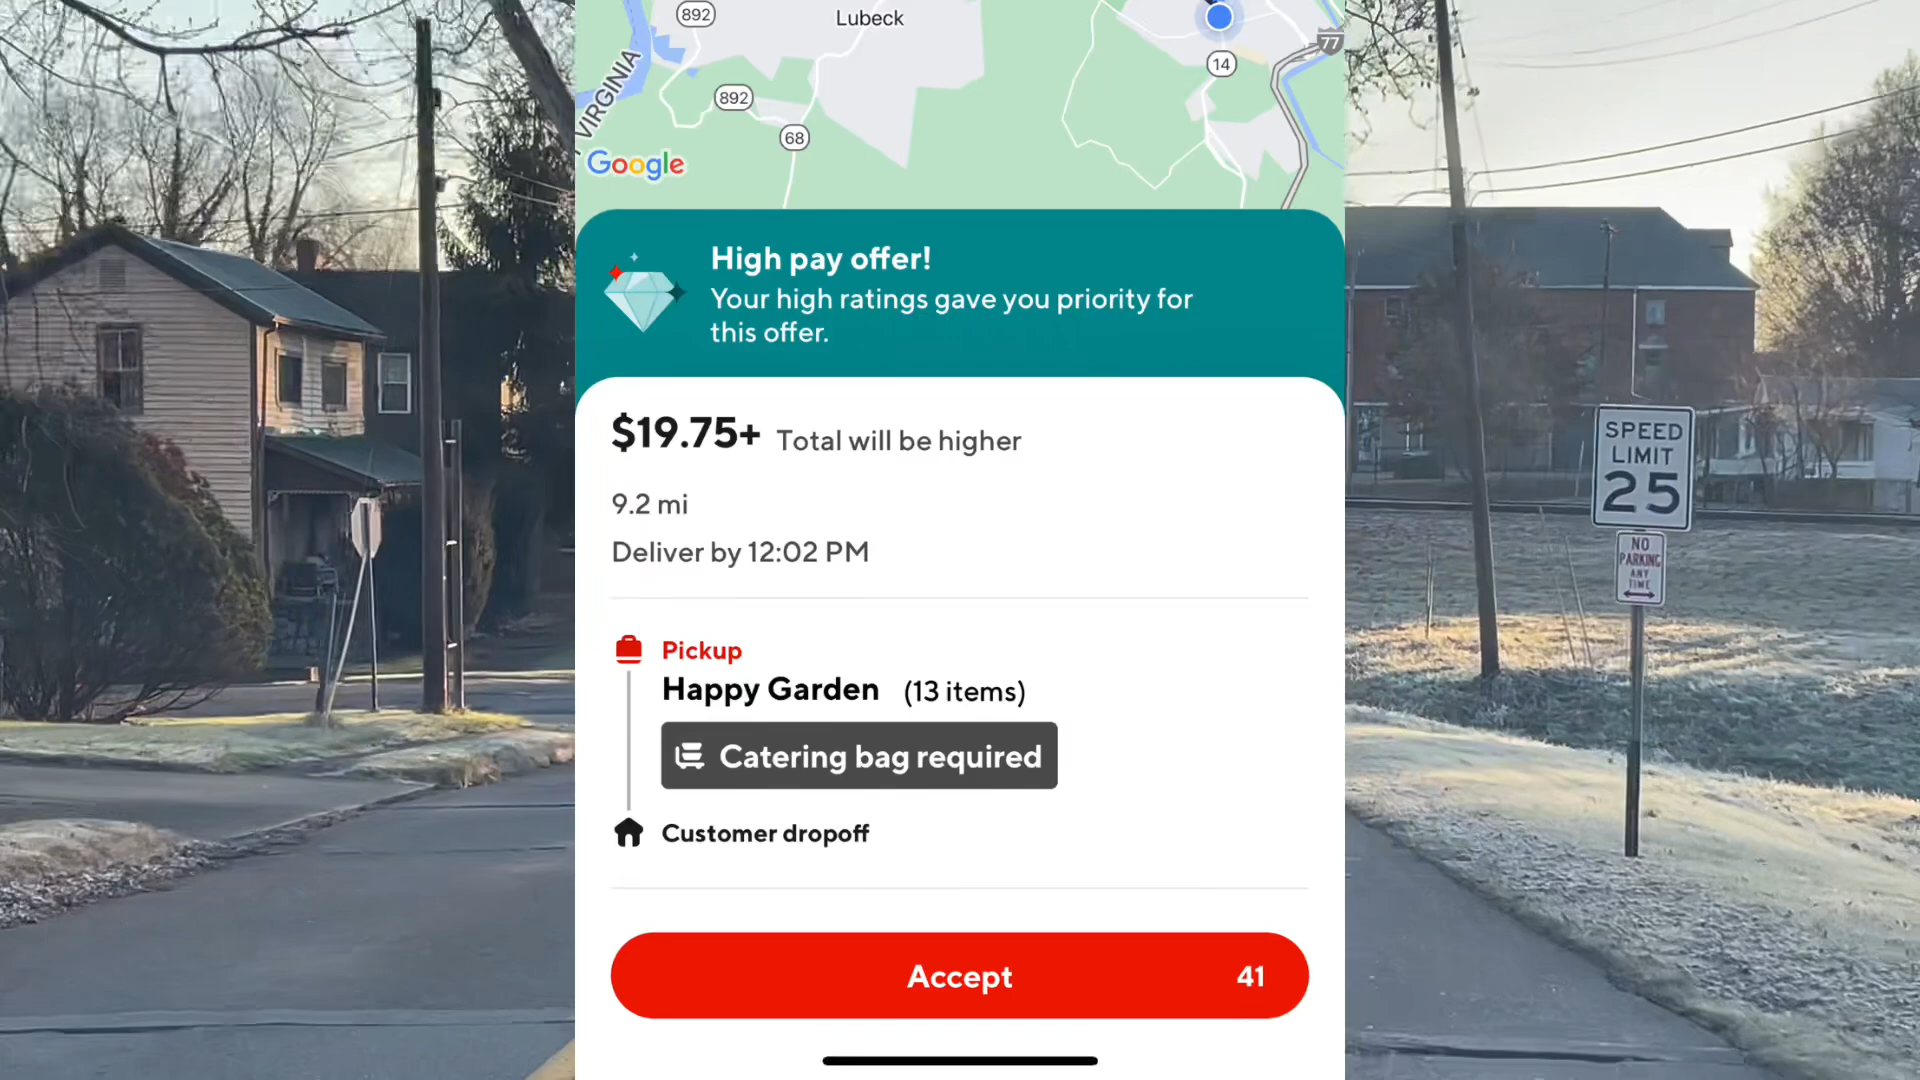 892
Lubeck
77
14
VIRGINIA
892
68
Google
High pay offer!
Your high ratings gave you priority for
this offer.
$19.75+ Total will be higher
9.2 mi
Deliver by 12:02 PM
Pickup
Happy Garden (13 items)
Catering bag required
Customer dropoff
Accept 41
SPEED
LIMIT
25
NO
PARKING
ANY
TIME